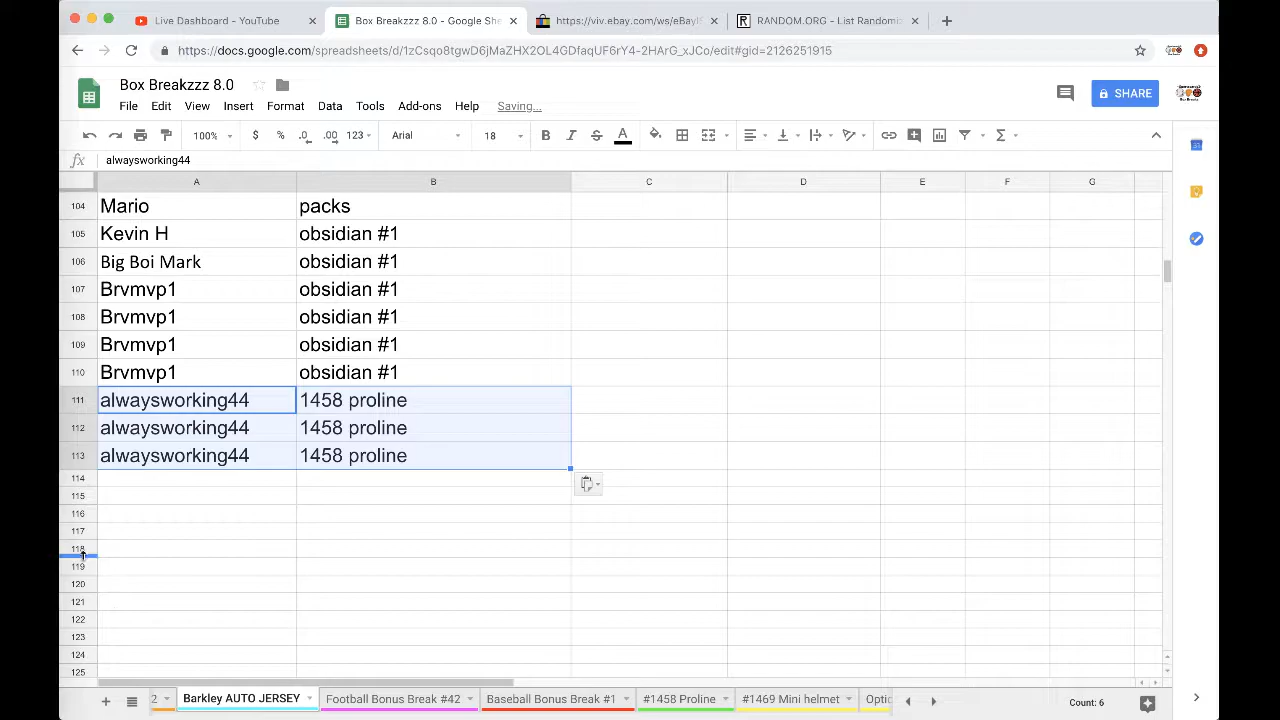 Live Dashboard - YouTube
Box Breakzzz 8.0 - Google She
https://viv.ebay.com/ws/eBayI
RANDOM.ORG - List Randomiz
https://docs.google.com/spreadsheets/d/1zCsqo8tgwD6jMaZHX2OL4GDfaqUF6rY4-2HArG_xJCo/edit#gid=2126251915
Box Breakzzz 8.0
File Edit View Insert Format Data Tools Add-ons Help Saving...
SHARE
100% $ % .0 .00 123 Arial 18 B I S A
fx alwaysworking44
A B C D E F G
104 Mario packs
105 Kevin H obsidian #1
106 Big Boi Mark obsidian #1
107 Brvmvp1 obsidian #1
108 Brvmvp1 obsidian #1
109 Brvmvp1 obsidian #1
110 Brvmvp1 obsidian #1
111 alwaysworking44 1458 proline
112 alwaysworking44 1458 proline
113 alwaysworking44 1458 proline
114
115
116
117
118
119
120
121
122
123
124
125
2 Barkley AUTO JERSEY Football Bonus Break #42 Baseball Bonus Break #1 #1458 Proline #1469 Mini helmet Optic Count: 6